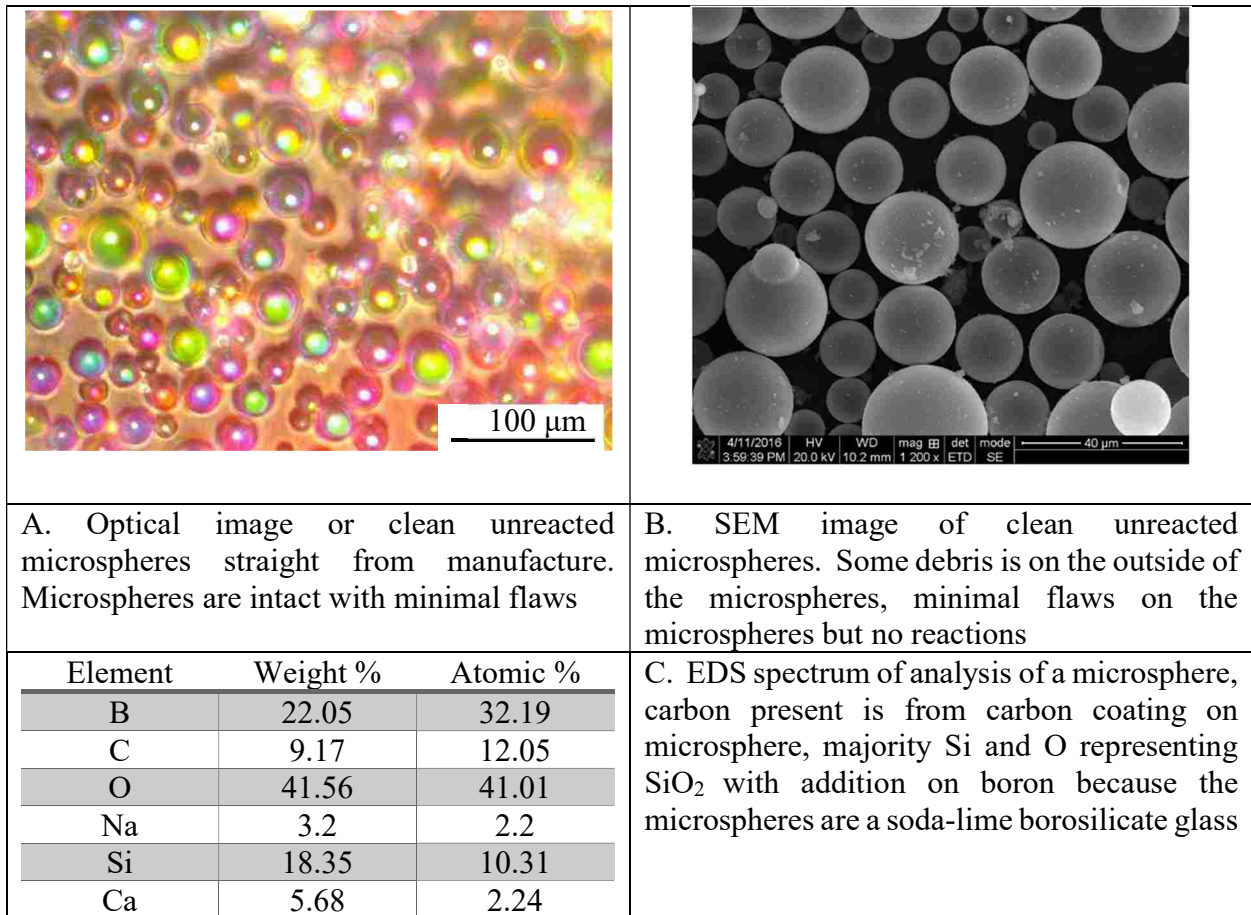 100 μm
4/11/2016 HV WD mag ⊞ det mode 40 μm
3:59:39 PM 20.0 kV 10.2 mm 1 200 x ETD SE
A. Optical image or clean unreacted
microspheres straight from manufacture.
Microspheres are intact with minimal flaws
B. SEM image of clean unreacted
microspheres. Some debris is on the outside of
the microspheres, minimal flaws on the
microspheres but no reactions
Element Weight % Atomic %
B 22.05 32.19
C 9.17 12.05
O 41.56 41.01
Na 3.2 2.2
Si 18.35 10.31
Ca 5.68 2.24
C. EDS spectrum of analysis of a microsphere,
carbon present is from carbon coating on
microsphere, majority Si and O representing
SiO₂ with addition on boron because the
microspheres are a soda-lime borosilicate glass